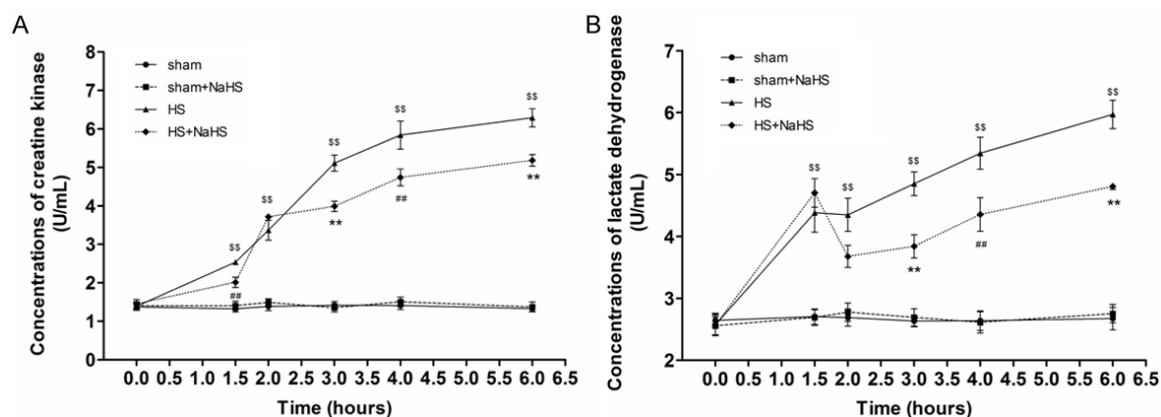 A
Concentrations of creatine kinase
(U/mL)
8
7
6
5
4
3
2
1
0
sham
sham+NaHS
HS
HS+NaHS
$$
$$
$$
$$
$$
##
**
##
**
0.0 0.5 1.0 1.5 2.0 2.5 3.0 3.5 4.0 4.5 5.0 5.5 6.0 6.5
Time (hours)
B
Concentrations of lactate dehydrogenase
(U/mL)
7
6
5
4
3
2
sham
sham+NaHS
HS
HS+NaHS
$$
$$
$$
$$
$$
**
##
**
0.0 0.5 1.0 1.5 2.0 2.5 3.0 3.5 4.0 4.5 5.0 5.5 6.0 6.5
Time (hours)